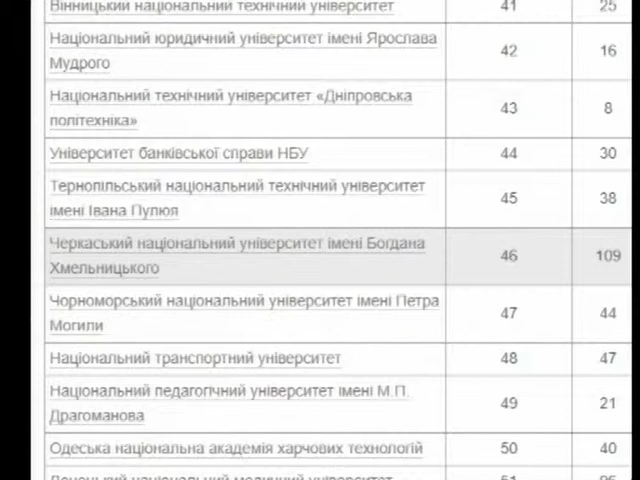 Вінницький національний технічний університет 41 25
Національний юридичний університет імені Ярослава
Мудрого 42 16
Національний технічний університет «Дніпровська
політехніка» 43 8
Університет банківської справи НБУ 44 30
Тернопільський національний технічний університет
імені Івана Пулюя 45 38
Черкаський національний університет імені Богдана
Хмельницького 46 109
Чорноморський національний університет імені Петра
Могили 47 44
Національний транспортний університет 48 47
Національний педагогічний університет імені М.П.
Драгоманова 49 21
Одеська національна академія харчових технологій 50 40
Донецький національний медичний університет 51